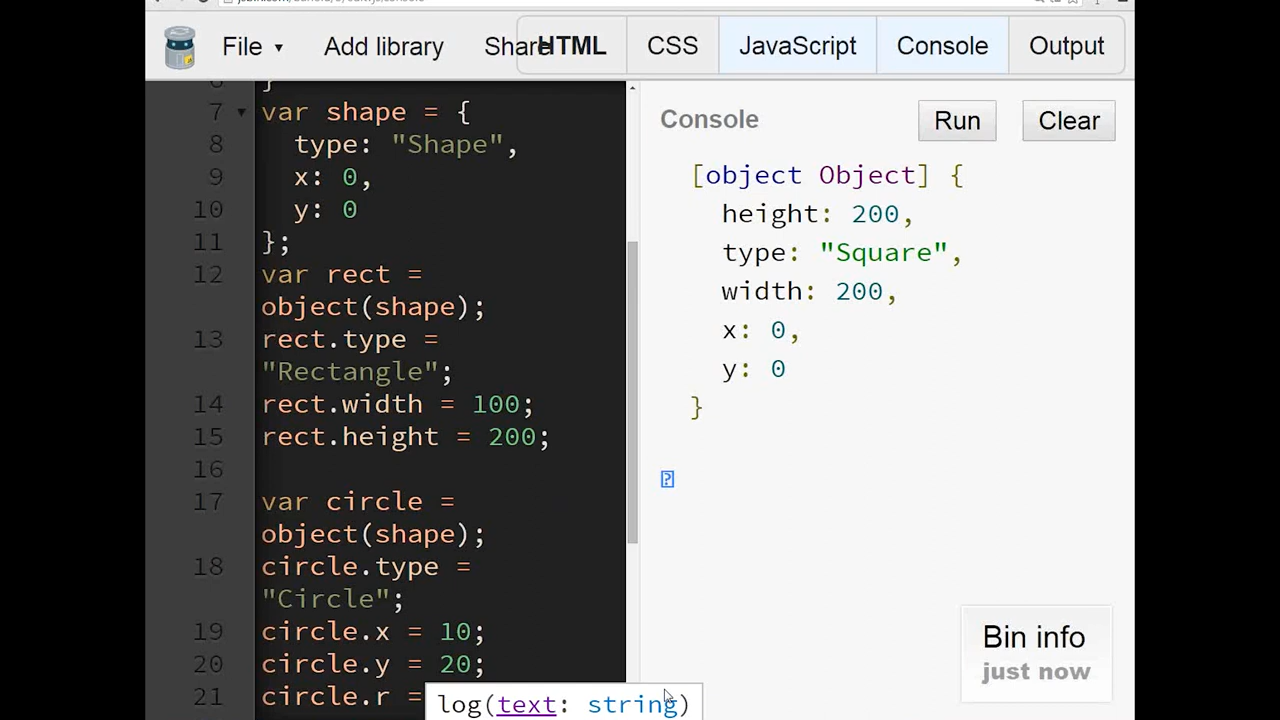 File ▾ Add library Share HTML CSS JavaScript Console Output
6 }
7 ▾ var shape = {
8 type: "Shape",
9 x: 0,
10 y: 0
11 };
12 var rect =
object(shape);
13 rect.type =
"Rectangle";
14 rect.width = 100;
15 rect.height = 200;
16
17 var circle =
object(shape);
18 circle.type =
"Circle";
19 circle.x = 10;
20 circle.y = 20;
21 circle.r =
log(text: string)
Console Run Clear
[object Object] {
height: 200,
type: "Square",
width: 200,
x: 0,
y: 0
}
Bin info
just now